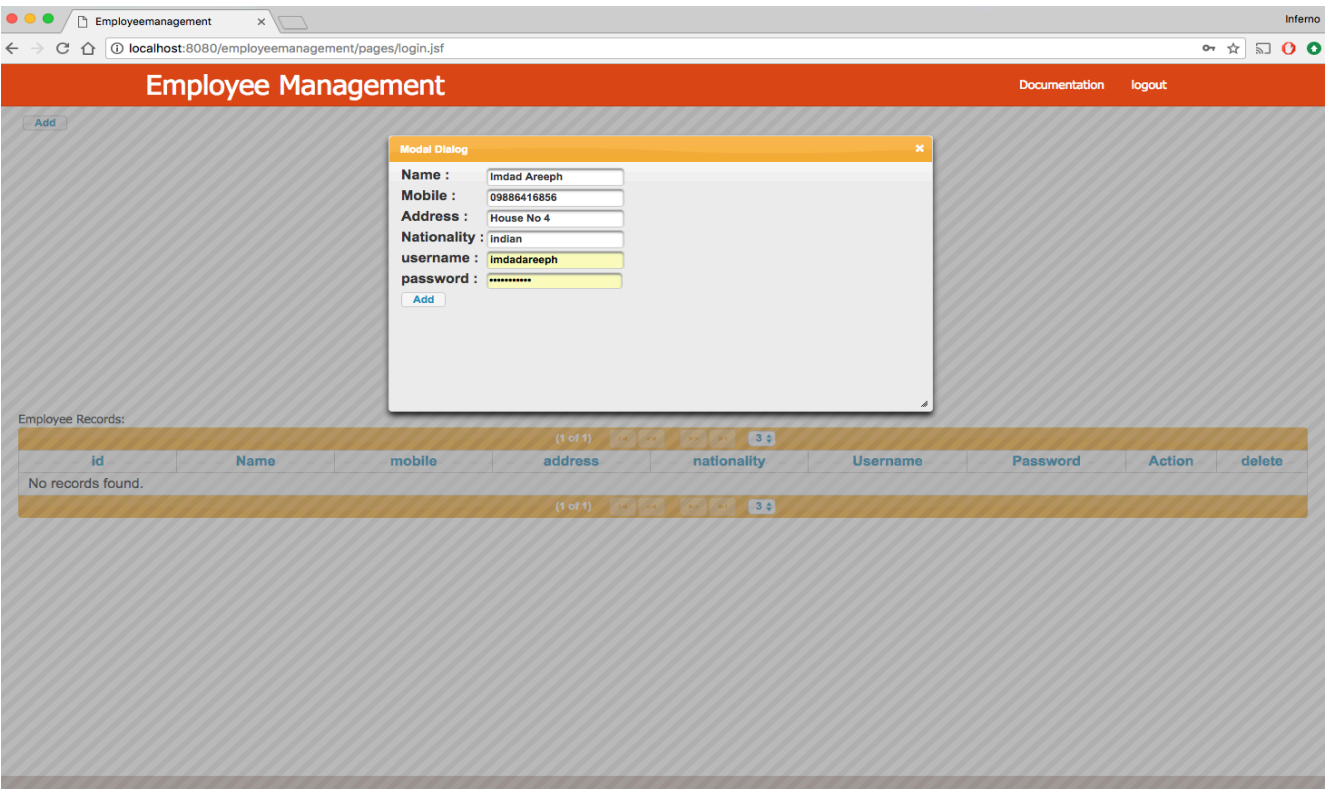 Employeemanagement
Inferno
localhost:8080/employeemanagement/pages/login.jsf
Employee Management
Documentation logout
Add
Modal Dialog
Name : Imdad Areeph
Mobile : 09886416856
Address : House No 4
Nationality : indian
username : imdadareeph
password : •••••••••••
Add
Employee Records:
(1 of 1) 3
id Name mobile address nationality Username Password Action delete
No records found.
(1 of 1) 3